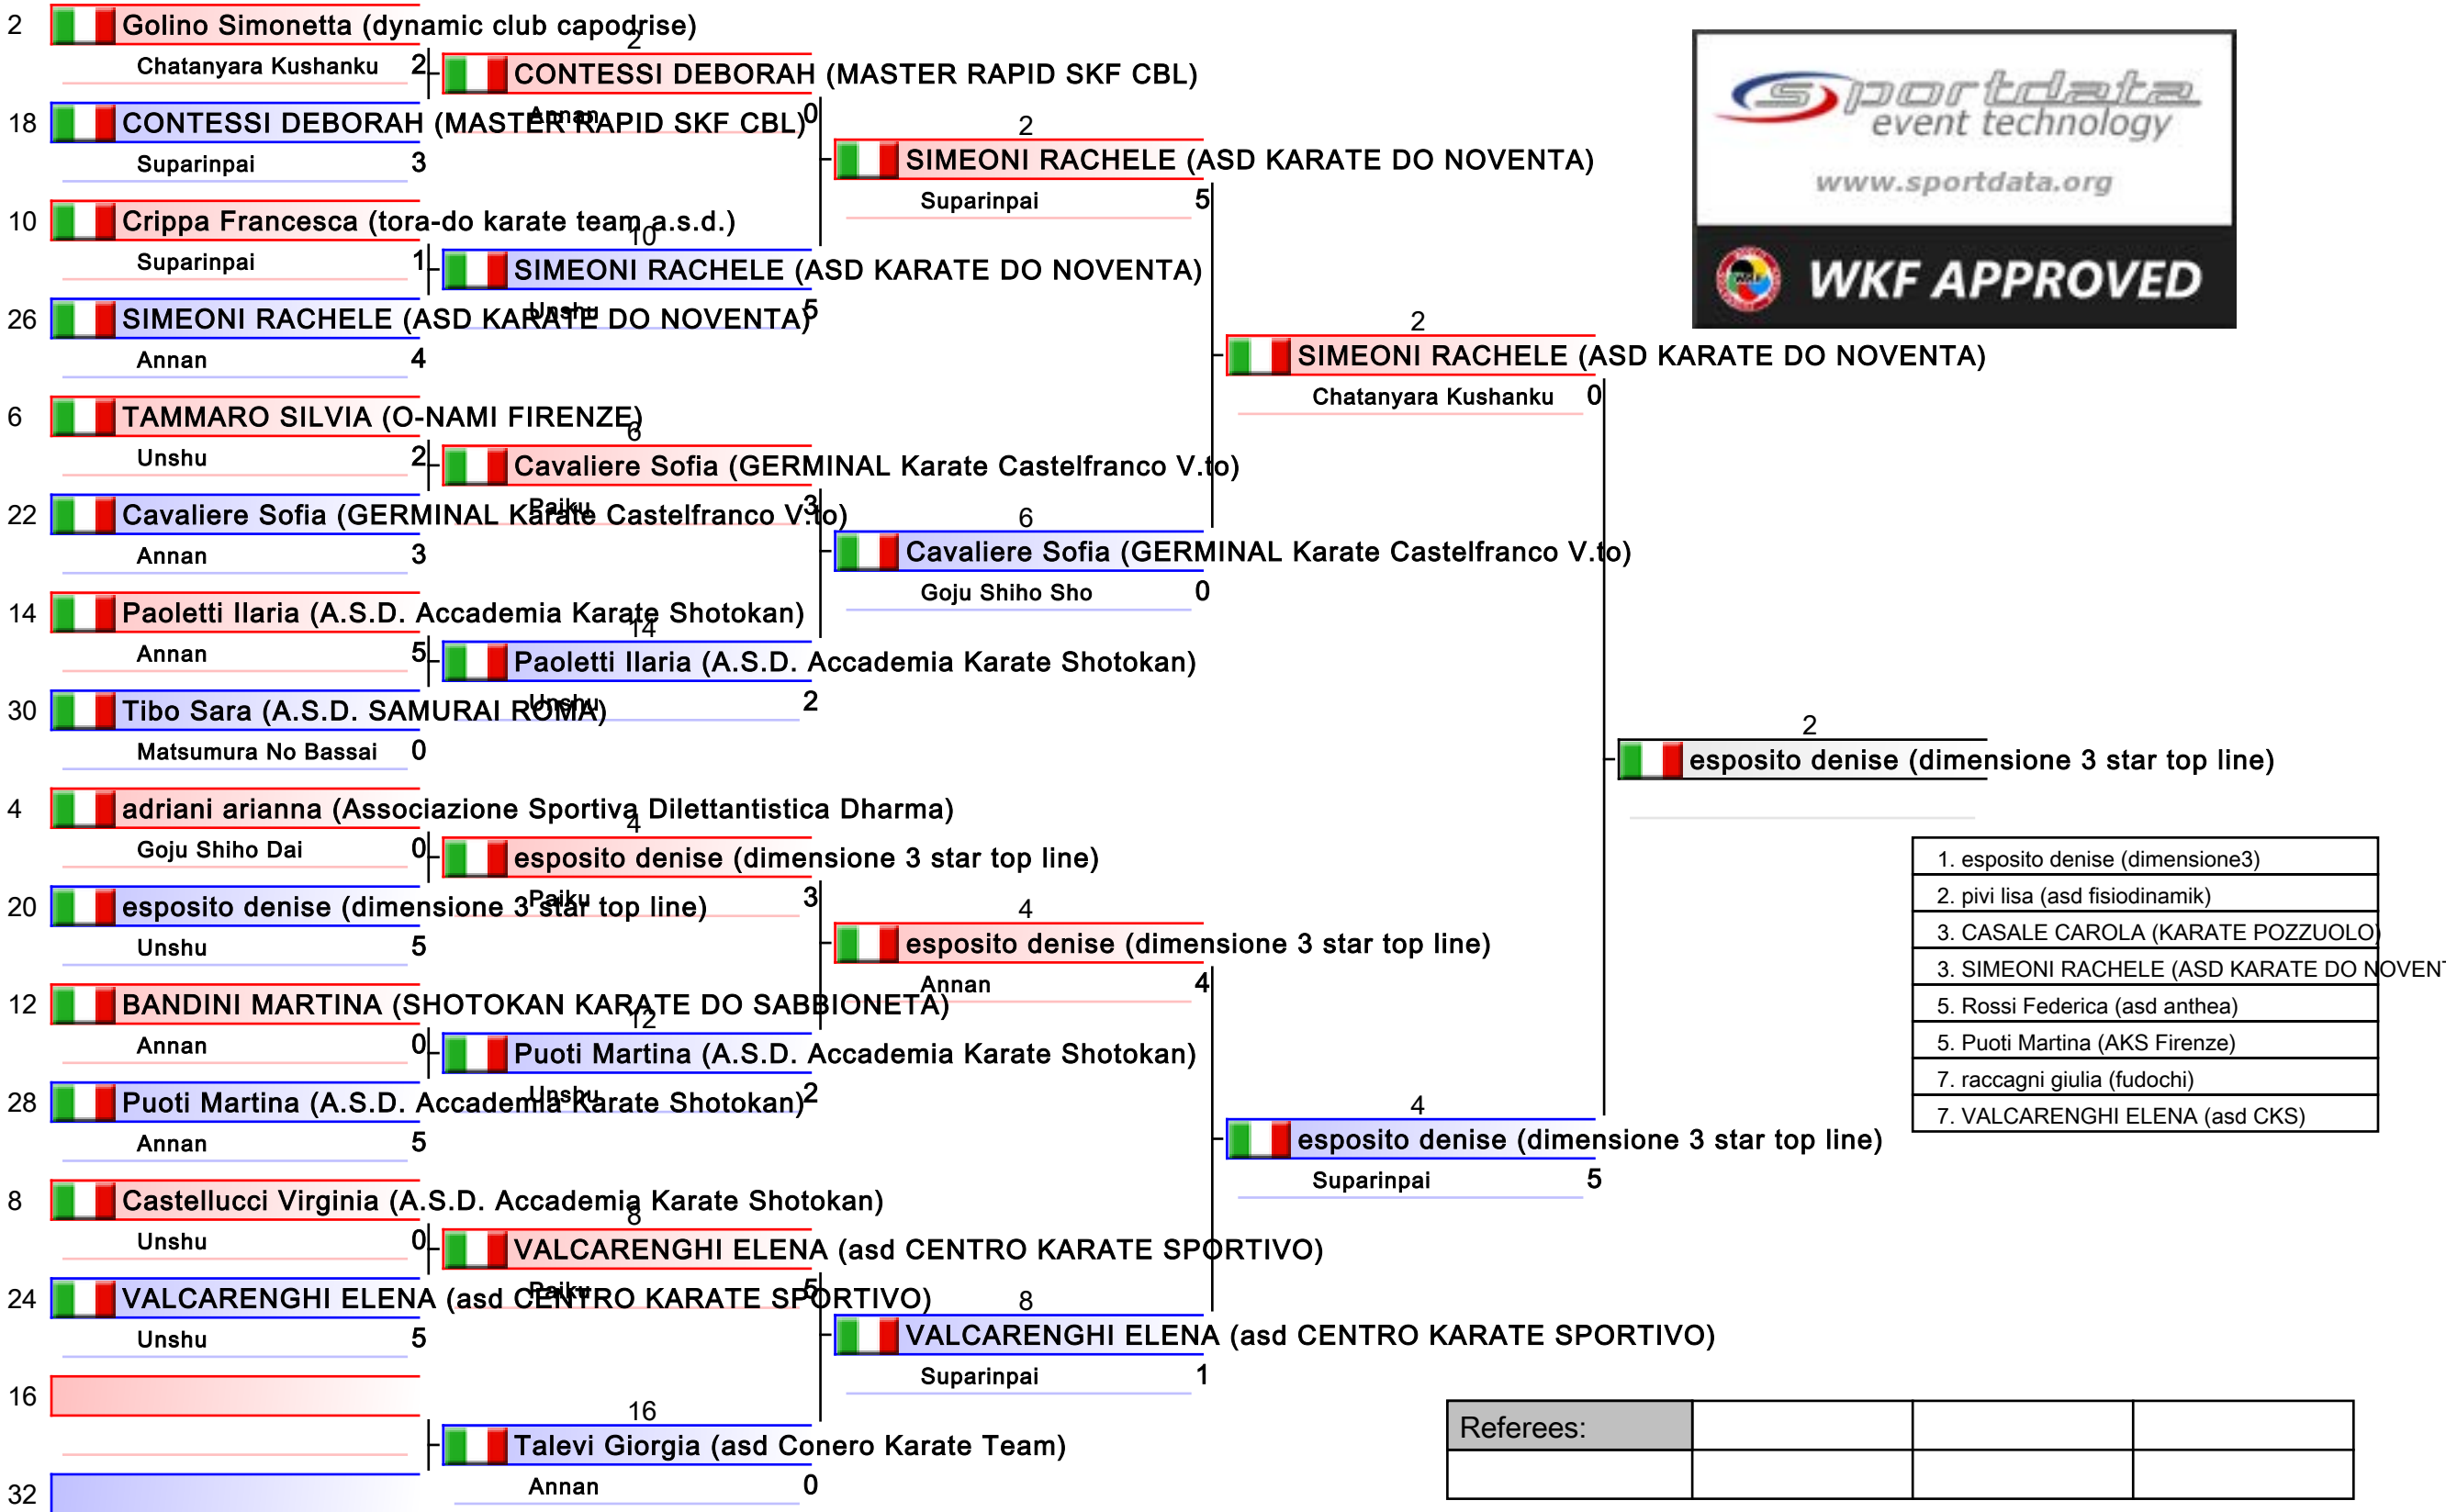 2 Golino Simonetta (dynamic club capodrise)
Chatanyara Kushanku 2
18 CONTESSI DEBORAH (MASTER RAPID SKF CBL)
Suparinpai 3
10 Crippa Francesca (tora-do karate team a.s.d.)
Suparinpai 1
26 SIMEONI RACHELE (ASD KARATE DO NOVENTA)
Annan 4
6 TAMMARO SILVIA (O-NAMI FIRENZE)
Unshu 2
22 Cavaliere Sofia (GERMINAL Karate Castelfranco V.to)
Annan 3
14 Paoletti Ilaria (A.S.D. Accademia Karate Shotokan)
Annan 5
30 Tibo Sara (A.S.D. SAMURAI ROMA)
Matsumura No Bassai 0
4 adriani arianna (Associazione Sportiva Dilettantistica Dharma)
Goju Shiho Dai 0
20 esposito denise (dimensione 3 star top line)
Unshu 5
12 BANDINI MARTINA (SHOTOKAN KARATE DO SABBIONETA)
Annan 0
28 Puoti Martina (A.S.D. Accademia Karate Shotokan)
Annan 5
8 Castellucci Virginia (A.S.D. Accademia Karate Shotokan)
Unshu 0
24 VALCARENGHI ELENA (asd CENTRO KARATE SPORTIVO)
Unshu 5
16
32
2
CONTESSI DEBORAH (MASTER RAPID SKF CBL)
Annan 0
10
SIMEONI RACHELE (ASD KARATE DO NOVENTA)
Unshu 5
6
Cavaliere Sofia (GERMINAL Karate Castelfranco V.to)
Paiku 3
14
Paoletti Ilaria (A.S.D. Accademia Karate Shotokan)
Unshu 2
4
esposito denise (dimensione 3 star top line)
Paiku 3
12
Puoti Martina (A.S.D. Accademia Karate Shotokan)
Unshu 2
8
VALCARENGHI ELENA (asd CENTRO KARATE SPORTIVO)
Paiku 5
16
Talevi Giorgia (asd Conero Karate Team)
Annan 0
2
SIMEONI RACHELE (ASD KARATE DO NOVENTA)
Suparinpai 5
6
Cavaliere Sofia (GERMINAL Karate Castelfranco V.to)
Goju Shiho Sho 0
4
esposito denise (dimensione 3 star top line)
Annan 4
8
VALCARENGHI ELENA (asd CENTRO KARATE SPORTIVO)
Suparinpai 1
2
SIMEONI RACHELE (ASD KARATE DO NOVENTA)
Chatanyara Kushanku 0
4
esposito denise (dimensione 3 star top line)
Suparinpai 5
2
esposito denise (dimensione 3 star top line)
sportdata
event technology
www.sportdata.org
WKF APPROVED
1. esposito denise (dimensione3)
2. pivi lisa (asd fisiodinamik)
3. CASALE CAROLA (KARATE POZZUOLO)
3. SIMEONI RACHELE (ASD KARATE DO NOVENT
5. Rossi Federica (asd anthea)
5. Puoti Martina (AKS Firenze)
7. raccagni giulia (fudochi)
7. VALCARENGHI ELENA (asd CKS)
Referees: